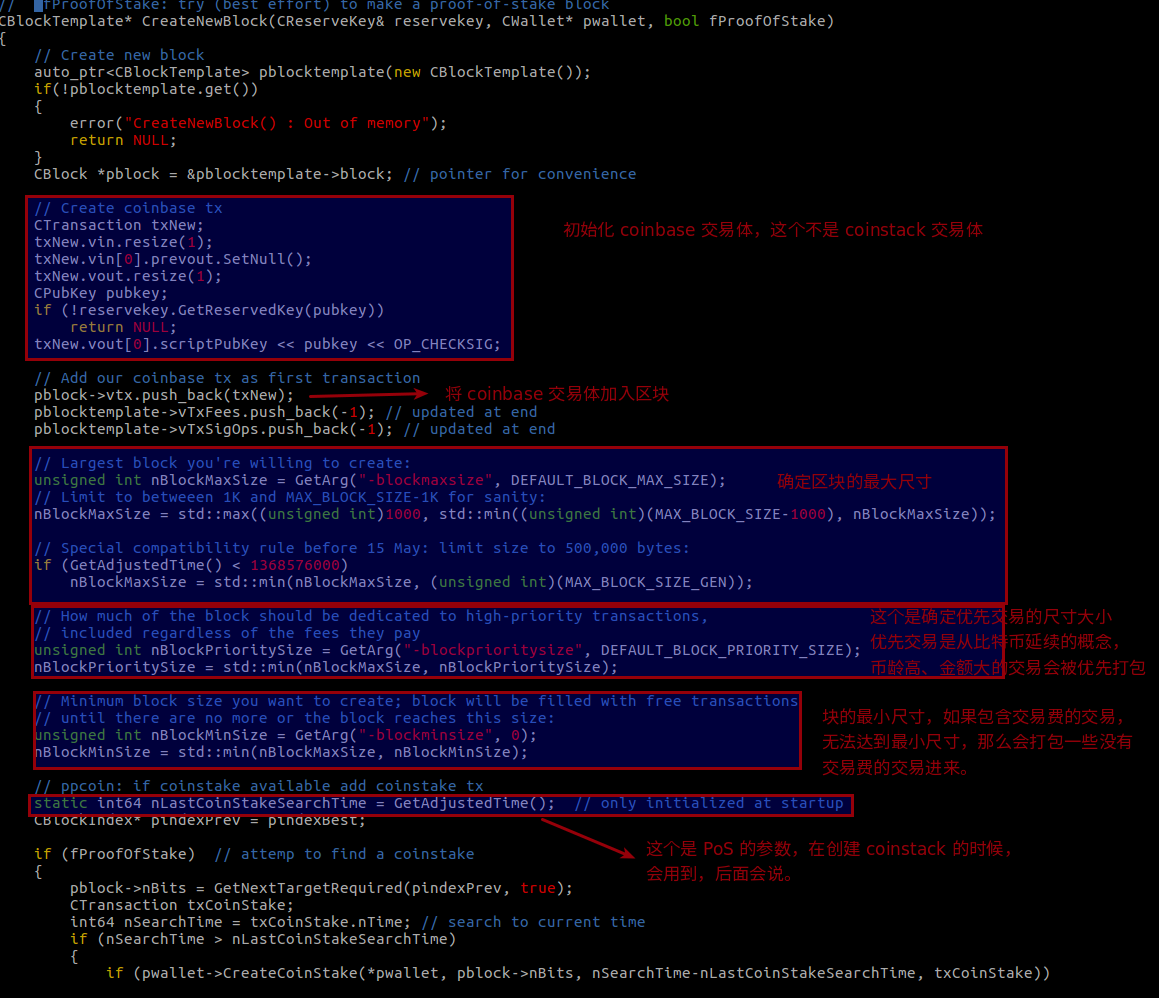 //  fProofOfStake: try (best effort) to make a proof-of-stake block
CBlockTemplate* CreateNewBlock(CReserveKey& reservekey, CWallet* pwallet, bool fProofOfStake)
{
    // Create new block
    auto_ptr<CBlockTemplate> pblocktemplate(new CBlockTemplate());
    if(!pblocktemplate.get())
    {
        error("CreateNewBlock() : Out of memory");
        return NULL;
    }
    CBlock *pblock = &pblocktemplate->block; // pointer for convenience
    // Create coinbase tx
    CTransaction txNew;
    初始化 coinbase 交易体，这个不是 coinstack 交易体
    txNew.vin.resize(1);
    txNew.vin[0].prevout.SetNull();
    txNew.vout.resize(1);
    CPubKey pubkey;
    if (!reservekey.GetReservedKey(pubkey))
        return NULL;
    txNew.vout[0].scriptPubKey << pubkey << OP_CHECKSIG;
    // Add our coinbase tx as first transaction
    pblock->vtx.push_back(txNew);
    将 coinbase 交易体加入区块
    pblocktemplate->vTxFees.push_back(-1); // updated at end
    pblocktemplate->vTxSigOps.push_back(-1); // updated at end
    // Largest block you're willing to create:
    unsigned int nBlockMaxSize = GetArg("-blockmaxsize", DEFAULT_BLOCK_MAX_SIZE);
    确定区块的最大尺寸
    // Limit to betweeen 1K and MAX_BLOCK_SIZE-1K for sanity:
    nBlockMaxSize = std::max((unsigned int)1000, std::min((unsigned int)(MAX_BLOCK_SIZE-1000), nBlockMaxSize));
    // Special compatibility rule before 15 May: limit size to 500,000 bytes:
    if (GetAdjustedTime() < 1368576000)
        nBlockMaxSize = std::min(nBlockMaxSize, (unsigned int)(MAX_BLOCK_SIZE_GEN));
    // How much of the block should be dedicated to high-priority transactions,
    // included regardless of the fees they pay
    unsigned int nBlockPrioritySize = GetArg("-blockprioritysize", DEFAULT_BLOCK_PRIORITY_SIZE);
    nBlockPrioritySize = std::min(nBlockMaxSize, nBlockPrioritySize);
    这个是确定优先交易的尺寸大小
    优先交易是从比特币延续的概念，
    币龄高、金额大的交易会被优先打包
    // Minimum block size you want to create; block will be filled with free transactions
    // until there are no more or the block reaches this size:
    unsigned int nBlockMinSize = GetArg("-blockminsize", 0);
    nBlockMinSize = std::min(nBlockMaxSize, nBlockMinSize);
    块的最小尺寸，如果包含交易费的交易，
    无法达到最小尺寸，那么会打包一些没有
    交易费的交易进来。
    // ppcoin: if coinstake available add coinstake tx
    static int64 nLastCoinStakeSearchTime = GetAdjustedTime();  // only initialized at startup
    CBlockIndex* pindexPrev = pindexBest;
    这个是 PoS 的参数，在创建 coinstack 的时候，
    会用到，后面会说。
    if (fProofOfStake)  // attemp to find a coinstake
    {
        pblock->nBits = GetNextTargetRequired(pindexPrev, true);
        CTransaction txCoinStake;
        int64 nSearchTime = txCoinStake.nTime; // search to current time
        if (nSearchTime > nLastCoinStakeSearchTime)
        {
            if (pwallet->CreateCoinStake(*pwallet, pblock->nBits, nSearchTime-nLastCoinStakeSearchTime, txCoinStake))